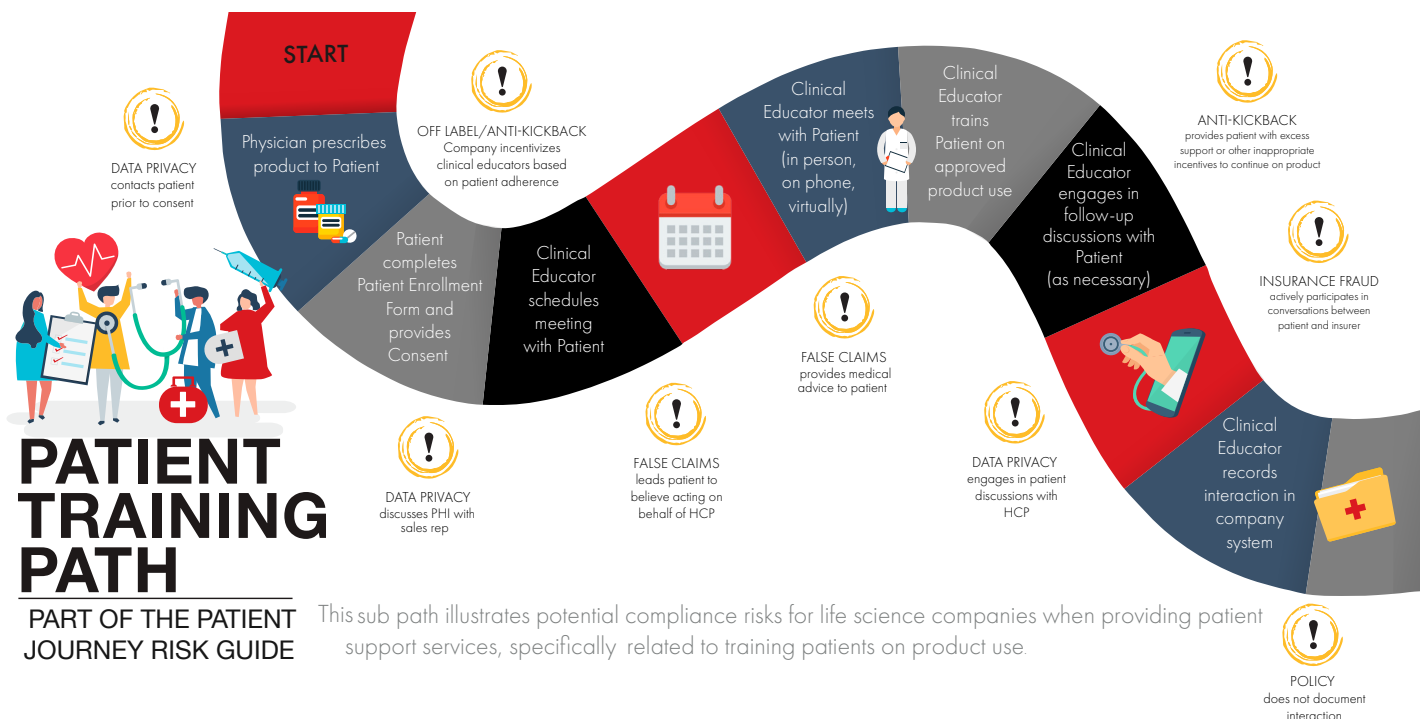 START
DATA PRIVACY
contacts patient
prior to consent
Physician prescribes
product to Patient
OFF LABEL/ANTI-KICKBACK
Company incentivizes
clinical educators based
on patient adherence
Patient
completes
Patient Enrollment
Form and
provides
Consent
DATA PRIVACY
discusses PHI with
sales rep
Clinical
Educator
schedules
meeting
with Patient
FALSE CLAIMS
leads patient to
believe acting on
behalf of HCP
Clinical
Educator meets
with Patient
(in person,
on phone,
virtually)
FALSE CLAIMS
provides medical
advice to patient
Clinical
Educator
trains
Patient on
approved
product use
DATA PRIVACY
engages in patient
discussions with
HCP
Clinical
Educator
engages in
follow-up
discussions with
Patient
(as necessary)
ANTI-KICKBACK
provides patient with excess
support or other inappropriate
incentives to continue on product
INSURANCE FRAUD
actively participates in
conversations between
patient and insurer
Clinical
Educator
records
interaction in
company
system
POLICY
does not document
interaction
PATIENT
TRAINING
PATH
PART OF THE PATIENT
JOURNEY RISK GUIDE
This sub path illustrates potential compliance risks for life science companies when providing patient
support services, specifically related to training patients on product use.